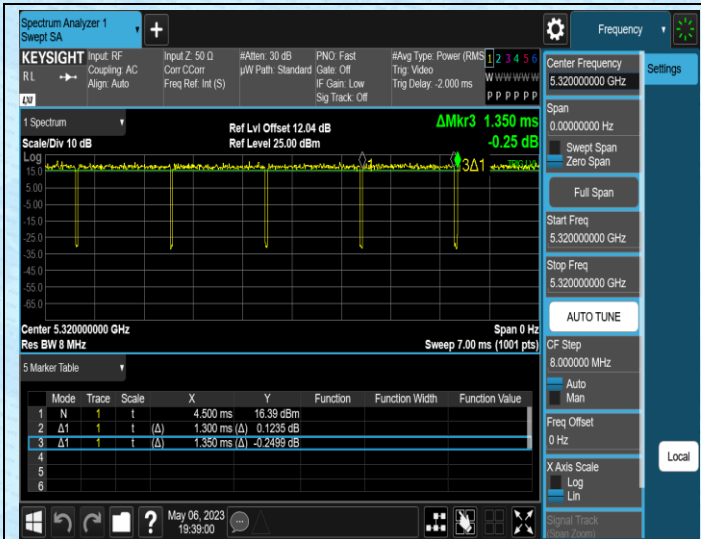 Spectrum Analyzer 1
Swept SA
Frequency
KEYSIGHT
Input: RF
Coupling: AC
Align: Auto
Input Z: 50 Ω
Corr CCorr
Freq Ref: Int (S)
#Atten: 30 dB
µW Path: Standard
PNO: Fast
Gate: Off
IF Gain: Low
Sig Track: Off
#Avg Type: Power (RMS
Trig: Video
Trig Delay: -2.000 ms
1 2 3 4 5 6
W W W W W W
P P P P P P
R L
LXI
1 Spectrum
Scale/Div 10 dB
Log
Ref Lvl Offset 12.04 dB
Ref Level 25.00 dBm
ΔMkr3 1.350 ms
-0.25 dB
1
3Δ1
15.0
5.00
-5.00
-15.0
-25.0
-35.0
-45.0
-55.0
-65.0
Center 5.320000000 GHz
Res BW 8 MHz
Span 0 Hz
Sweep 7.00 ms (1001 pts)
5 Marker Table
Mode Trace Scale X Y Function Function Width Function Value
1 N 1 t 4.500 ms 16.39 dBm
2 Δ1 1 t (Δ) 1.300 ms (Δ) 0.1235 dB
3 Δ1 1 t (Δ) 1.350 ms (Δ) -0.2499 dB
4
5
6
May 06, 2023
19:39:00
Center Frequency
5.320000000 GHz
Span
0.00000000 Hz
Swept Span
Zero Span
Full Span
Start Freq
5.320000000 GHz
Stop Freq
5.320000000 GHz
AUTO TUNE
CF Step
8.000000 MHz
Auto
Man
Freq Offset
0 Hz
X Axis Scale
Log
Lin
Signal Track
(Span Zoom)
Settings
Local